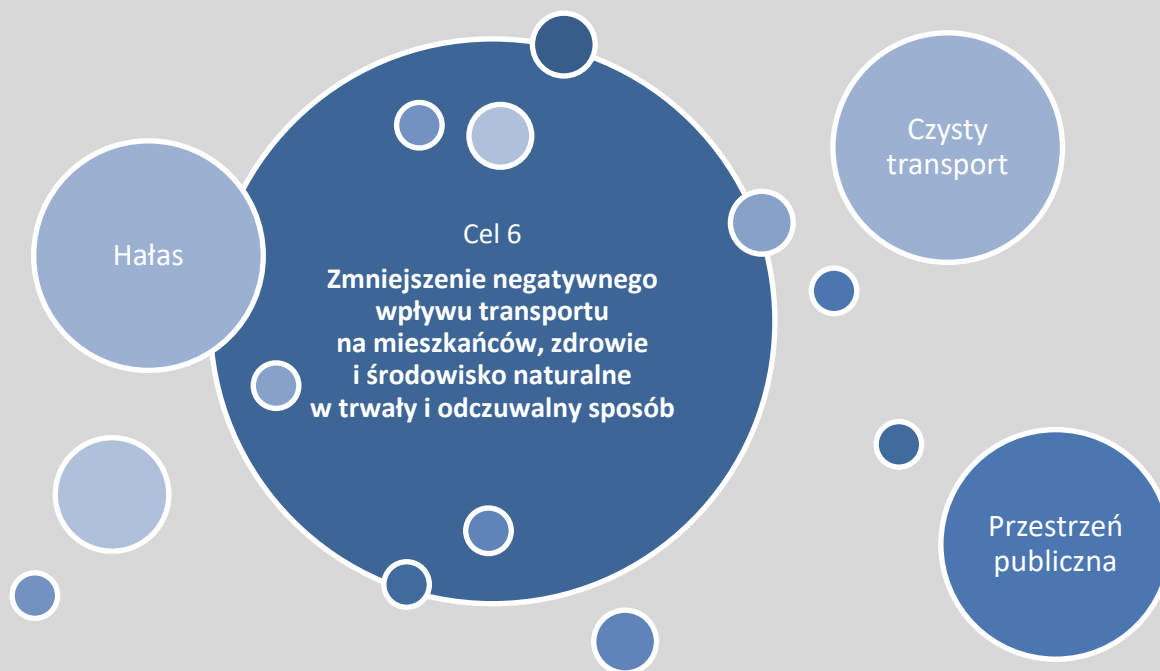 Czysty
transport
Hałas
Cel 6
Zmniejszenie negatywnego
wpływu transportu
na mieszkańców, zdrowie
i środowisko naturalne
w trwały i odczuwalny sposób
Przestrzeń
publiczna